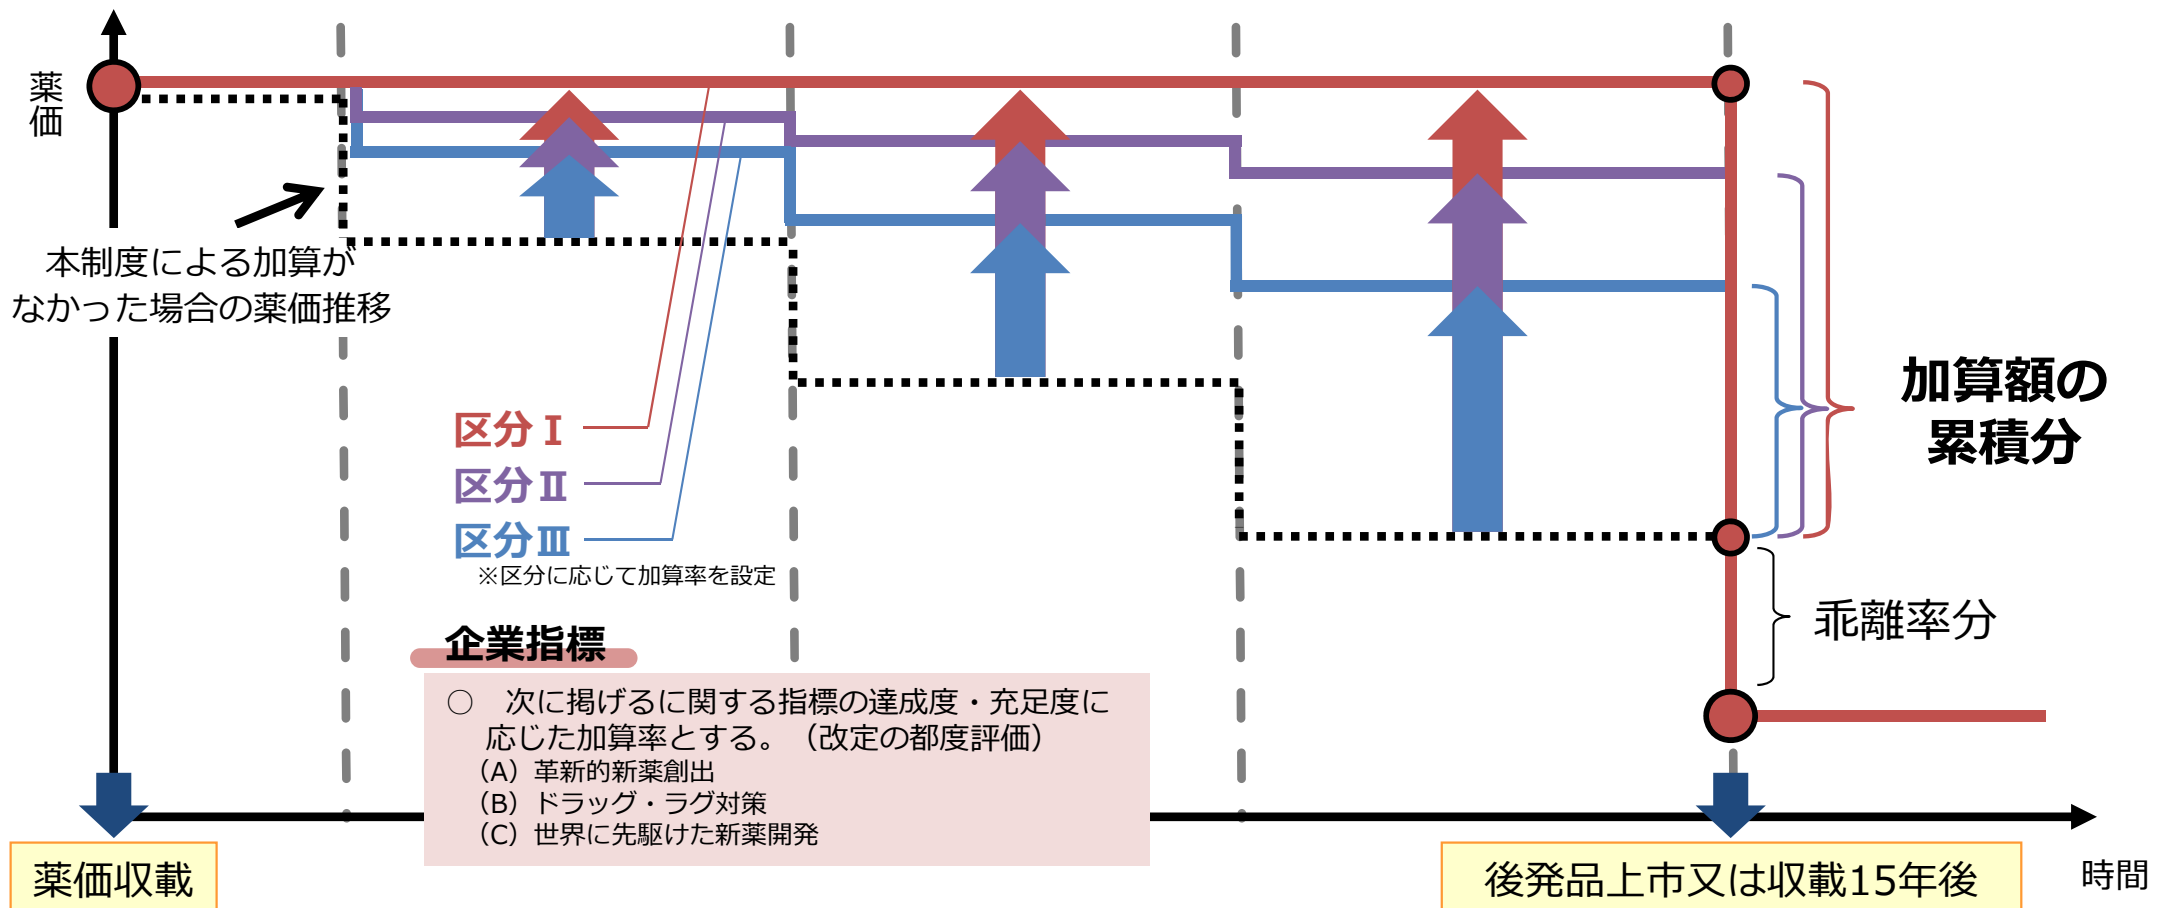 薬価
本制度による加算が
なかった場合の薬価推移
区分Ⅰ
区分Ⅱ
区分Ⅲ
※区分に応じて加算率を設定
加算額の
累積分
乖離率分
企業指標
○　次に掲げるに関する指標の達成度・充足度に
応じた加算率とする。（改定の都度評価）
（A）革新的新薬創出
（B）ドラッグ・ラグ対策
（C）世界に先駆けた新薬開発
薬価収載
後発品上市又は収載15年後
時間